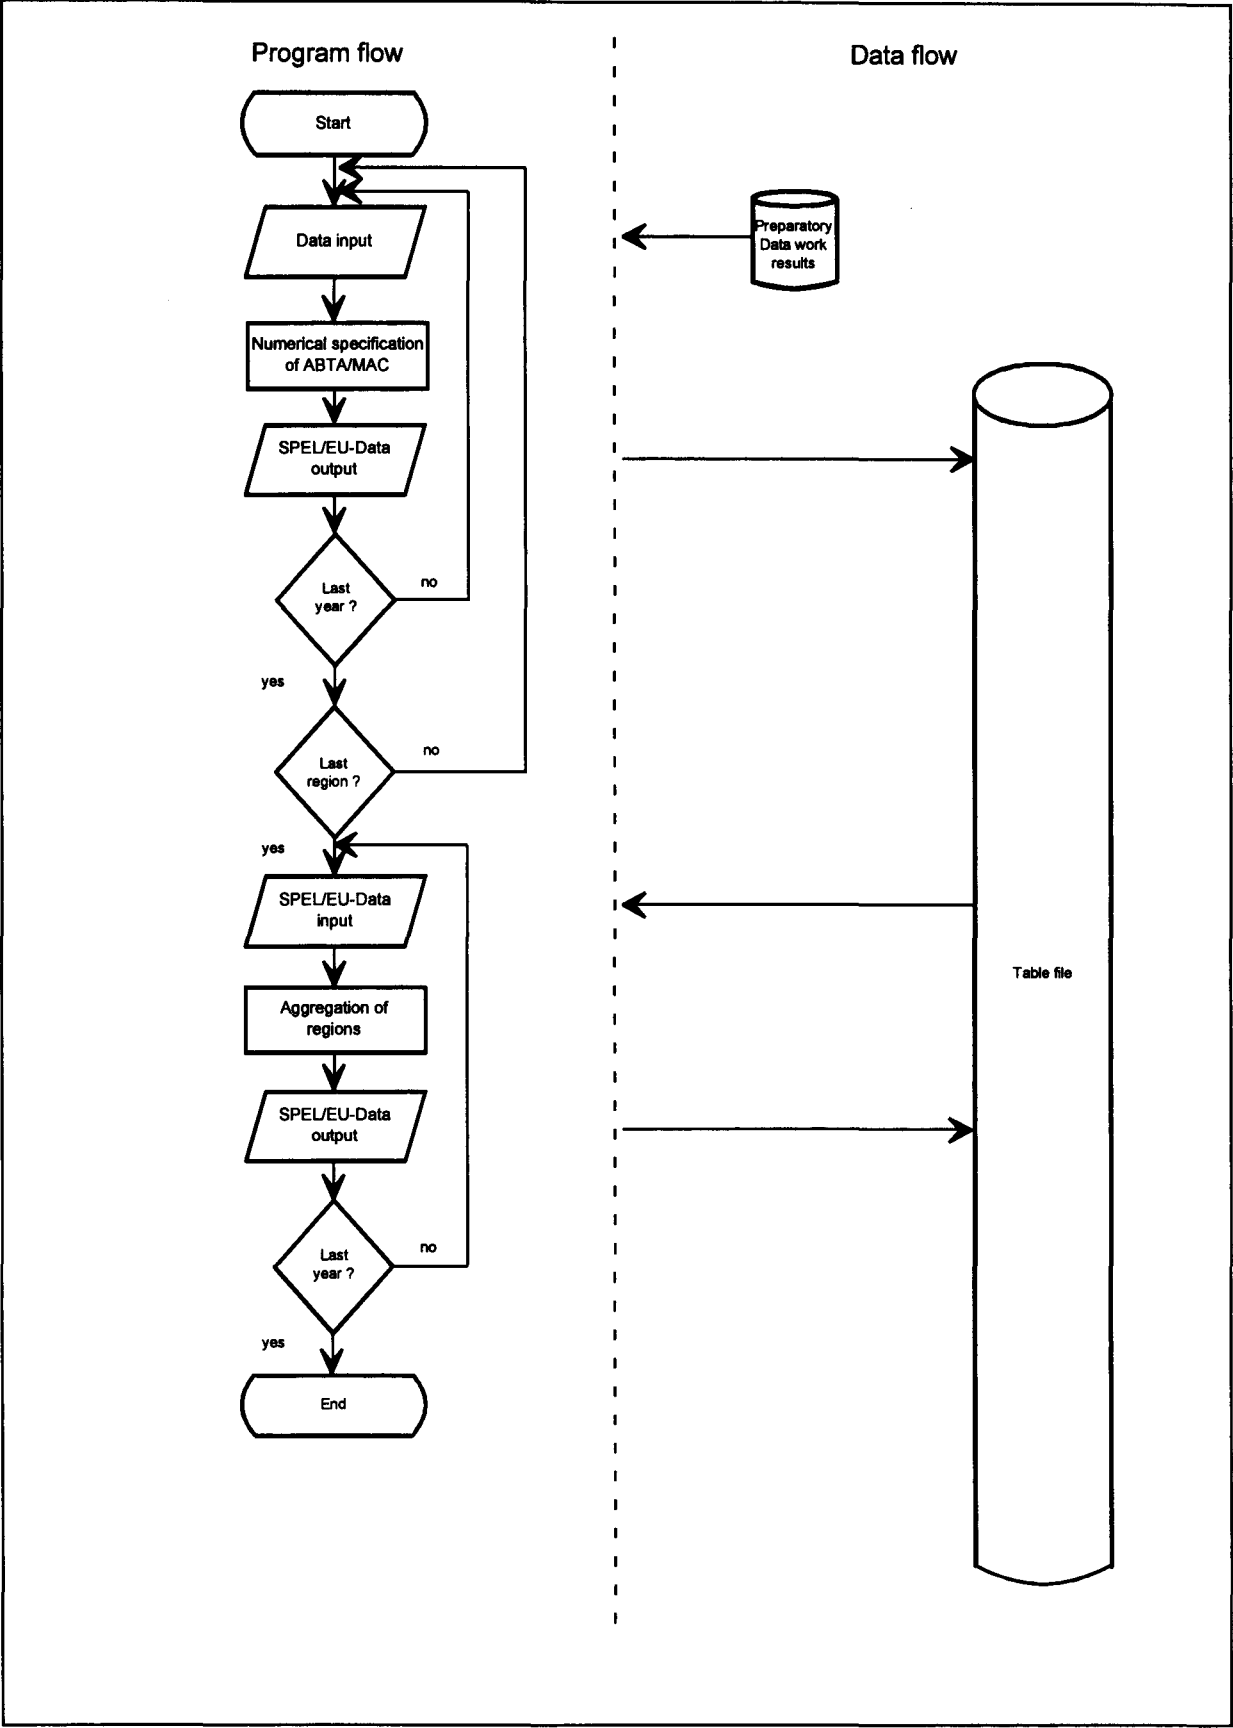 Program flow
Data flow
Start
Data input
Preparatory
Data work
results
Numerical specification
of ABTA/MAC
SPEL/EU-Data
output
Last
year ?
no
yes
Last
region ?
no
yes
SPEL/EU-Data
input
Table file
Aggregation of
regions
SPEL/EU-Data
output
Last
year ?
no
yes
End